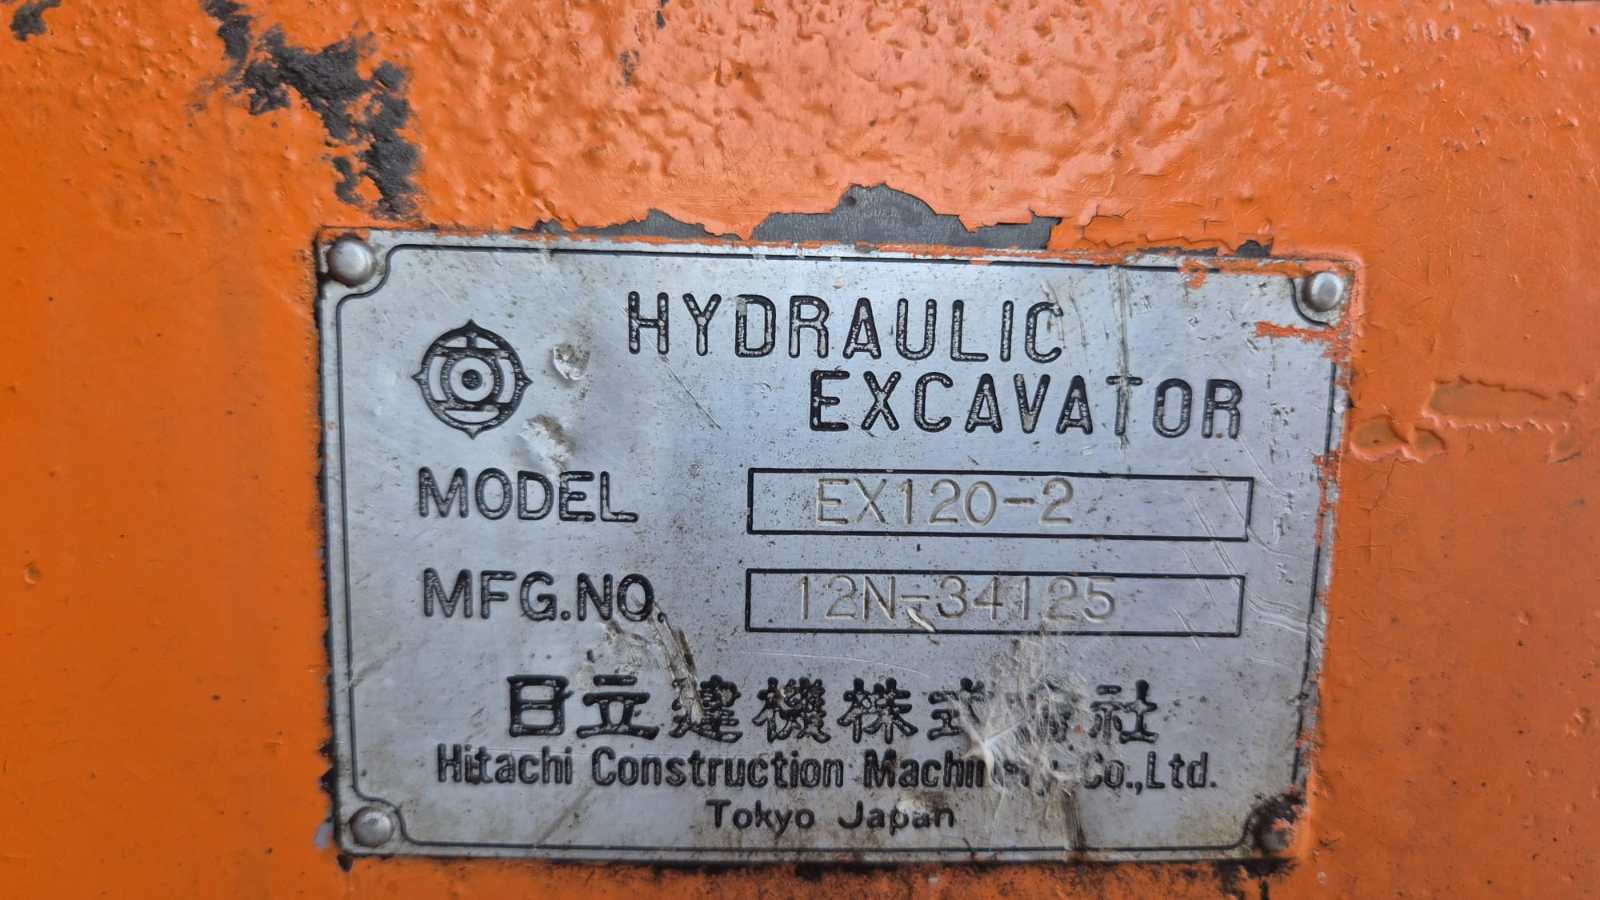 HYDRAULIC
EXCAVATOR
MODEL EX120-2
MFG.NO. 12N-34125
日立建機株式会社
Hitachi Construction Machinery Co.,Ltd.
Tokyo Japan